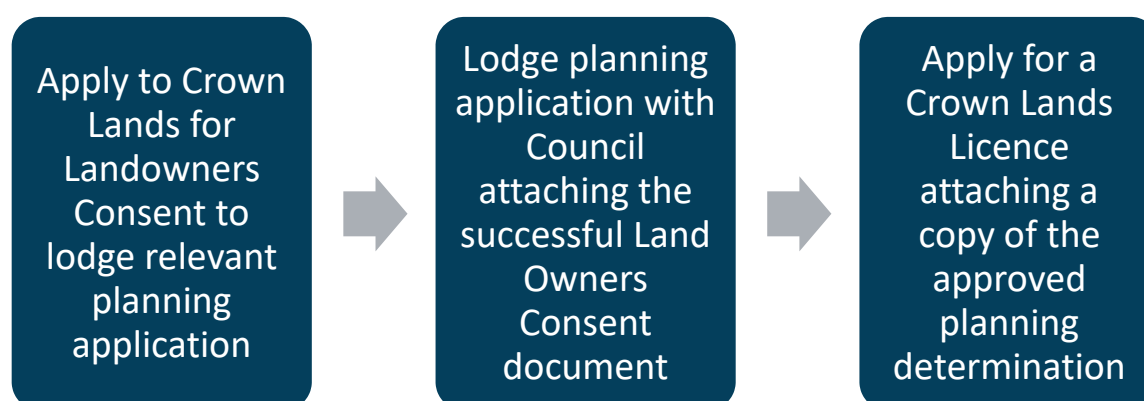 Apply to Crown
Lands for
Landowners
Consent to
lodge relevant
planning
application
Lodge planning
application with
Council
attaching the
successful Land
Owners
Consent
document
Apply for a
Crown Lands
Licence
attaching a
copy of the
approved
planning
determination